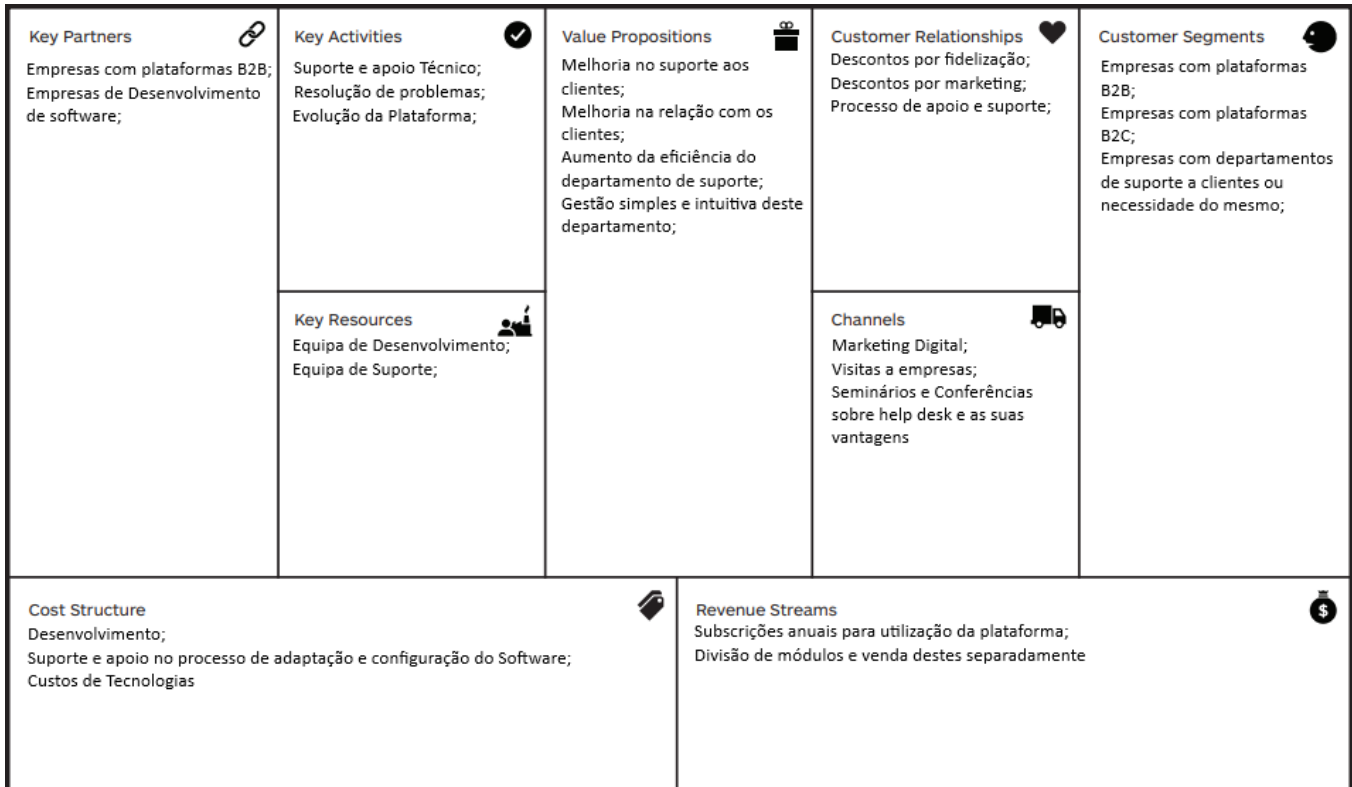 Key Partners
Empresas com plataformas B2B;
Empresas de Desenvolvimento
de software;
Key Activities
Suporte e apoio Técnico;
Resolução de problemas;
Evolução da Plataforma;
Key Resources
Equipa de Desenvolvimento;
Equipa de Suporte;
Value Propositions
Melhoria no suporte aos
clientes;
Melhoria na relação com os
clientes;
Aumento da eficiência do
departamento de suporte;
Gestão simples e intuitiva deste
departamento;
Customer Relationships
Descontos por fidelização;
Descontos por marketing;
Processo de apoio e suporte;
Channels
Marketing Digital;
Visitas a empresas;
Seminários e Conferências
sobre help desk e as suas
vantagens
Customer Segments
Empresas com plataformas
B2B;
Empresas com plataformas
B2C;
Empresas com departamentos
de suporte a clientes ou
necessidade do mesmo;
Cost Structure
Desenvolvimento;
Suporte e apoio no processo de adaptação e configuração do Software;
Custos de Tecnologias
Revenue Streams
$
Subscrições anuais para utilização da plataforma;
Divisão de módulos e venda destes separadamente